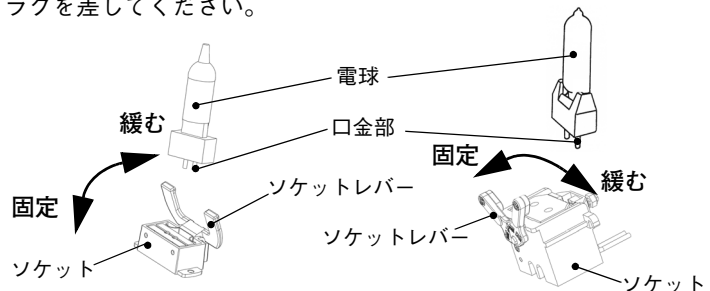 ラグを差してください。
電球
緩む
口金部
固定
緩む
固定
ソケットレバー
ソケットレバー
ソケット
ソケット